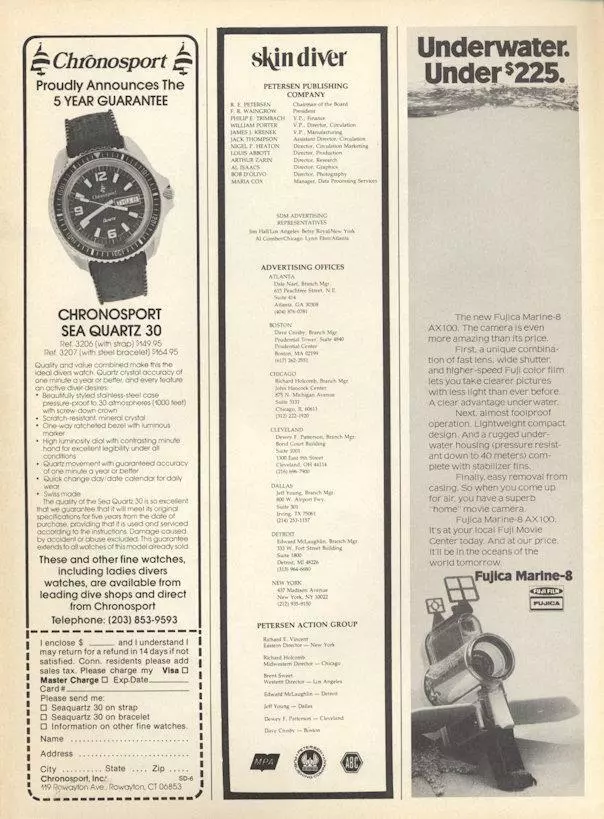 Chronosport
Proudly Announces The
5 YEAR GUARANTEE
CHRONOSPORT
SEA QUARTZ 30
Ref. 3206 (with strap) $149.95
Ref. 3207 (with steel bracelet) $164.95
Quality and value combined make this the
ideal divers watch. Quartz crystal accuracy of
one minute a year or better, and every feature
an active diver desires:
• Beautifully styled stainless-steel case
pressure-proof to 30 atmospheres (1000 feet)
with screw-down crown
• Scratch-resistant, mineral crystal
• One-way ratcheted bezel with luminous
marker
• High luminosity dial with contrasting minute
hand for excellent legibility under all
conditions
• Quartz movement with guaranteed accuracy
of one minute a year or better
• Quick change day/date calendar for daily
wear
• Swiss made
The quality of the Sea Quartz 30 is so excellent
that we guarantee that it will meet its original
specifications for five years from the date of
purchase, providing that it is used and serviced
according to the instructions. Damage caused
by accident or abuse excluded. This guarantee
extends to all watches of this model already sold.
These and other fine watches,
including ladies divers
watches, are available from
leading dive shops and direct
from Chronosport
Telephone: (203) 853-9593
I enclose $ ______ and I understand I
may return for a refund in 14 days if not
satisfied. Conn. residents please add
sales tax. Please charge my Visa □
Master Charge □ Exp.Date
Card #
Please send me:
□ Seaquartz 30 on strap
□ Seaquartz 30 on bracelet
□ Information on other fine watches.
Name
Address
City .......... State .... Zip .....
Chronosport, Inc. SD-6
119 Rowayton Ave., Rowayton, CT 06853
skin diver
PETERSEN PUBLISHING
COMPANY
R. E. PETERSEN Chairman of the Board
F. R. WAINGROW President
PHILIP E. TRIMBACH V.P., Finance
WILLIAM PORTER V.P., Director, Circulation
JAMES J. KRENEK V.P., Manufacturing
JACK THOMPSON Assistant Director, Circulation
NIGEL P. HEATON Director, Circulation Marketing
LOUIS ABBOTT Director, Production
ARTHUR ZARIN Director, Research
AL ISAACS Director, Graphics
BOB D'OLIVO Director, Photography
MARIA COX Manager, Data Processing Services
SDM ADVERTISING
REPRESENTATIVES
Jim Hall/Los Angeles Betsy Royal/New York
Al Comber/Chicago Lynn Ebert/Atlanta
ADVERTISING OFFICES
ATLANTA
Dale Naef, Branch Mgr.
615 Peachtree Street, N.E.
Suite 414
Atlanta, GA 30308
BOSTON
Dave Crosby, Branch Mgr.
Prudential Tower, Suite 4840
Prudential Center
Boston, MA 02199
CHICAGO
Richard Holcomb, Branch Mgr.
John Hancock Center
875 N. Michigan Avenue
Suite 3131
Chicago, IL 60611
(312) 222-1920
CLEVELAND
Dewey F. Patterson, Branch Mgr.
Bond Court Building
Suite 1001
1300 East 9th Street
Cleveland, OH 44114
(216) 696-7900
DALLAS
Jeff Young, Branch Mgr.
800 W. Airport Fwy.
Suite 301
Irving, TX 75061
(214) 253-1157
DETROIT
Edward McLaughlin, Branch Mgr.
333 W. Fort Street Building
Suite 1800
Detroit, MI 48226
(313) 964-6680
NEW YORK
437 Madison Avenue
New York, NY 10022
(212) 935-9150
PETERSEN ACTION GROUP
Richard E. Vincent
Eastern Director — New York
Richard Holcomb
Midwestern Director — Chicago
Brent Sweet
Western Director — Los Angeles
Edward McLaughlin — Detroit
Jeff Young — Dallas
Dewey F. Patterson — Cleveland
Dave Crosby — Boston
MPA
ABC
Underwater.
Under $225.
The new Fujica Marine-8
AX100. The camera is even
more amazing than its price.
First, a unique combina-
tion of fast lens, wide shutter,
and higher-speed Fuji color film
lets you take clearer pictures
with less light than ever before.
A clear advantage underwater.
Next, almost foolproof
operation. Lightweight compact
design. And a rugged under-
water housing (pressure resist-
ant down to 40 meters) com-
plete with stabilizer fins.
Finally, easy removal from
casing. So when you come up
for air, you have a superb
"home" movie camera.
Fujica Marine-8 AX100.
It's at your local Fuji Movie
Center today. And at our price,
it'll be in the oceans of the
world tomorrow.
Fujica Marine-8
FUJI FILM
FUJICA